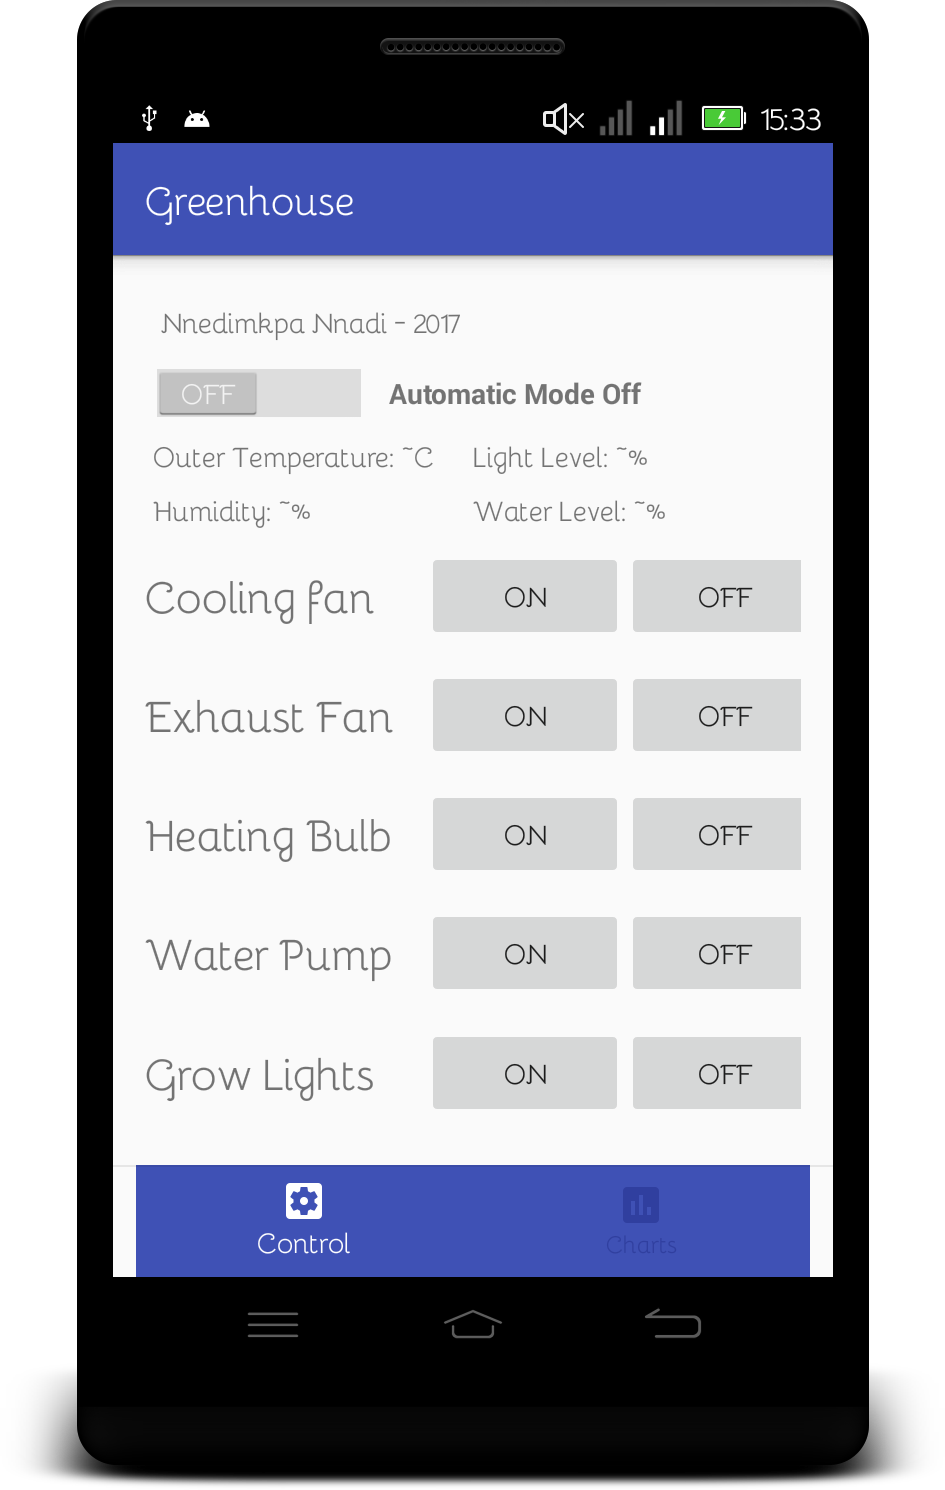 15:33
Greenhouse
Nnedimkpa Nnadi - 2017
OFF Automatic Mode Off
Outer Temperature: ~C Light Level: ~%
Humidity: ~% Water Level: ~%
Cooling fan ON OFF
Exhaust Fan ON OFF
Heating Bulb ON OFF
Water Pump ON OFF
Grow Lights ON OFF
Control Charts